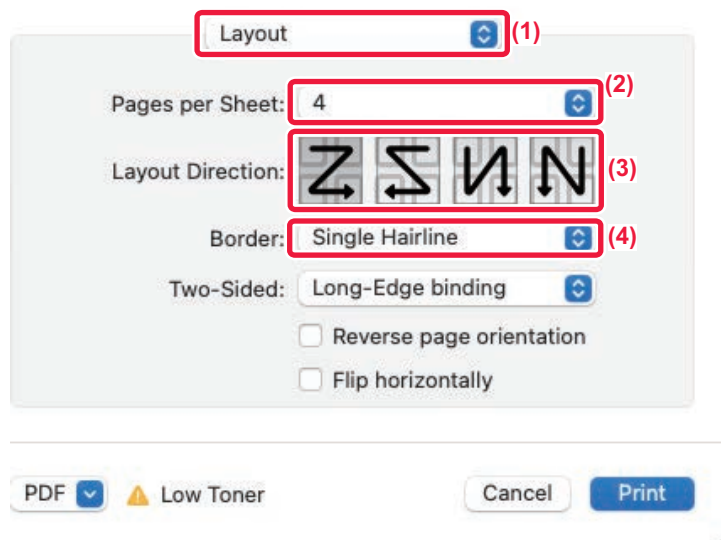 Layout (1)
Pages per Sheet: 4 (2)
Layout Direction: (3)
Border: Single Hairline (4)
Two-Sided: Long-Edge binding
Reverse page orientation
Flip horizontally
PDF Low Toner Cancel Print